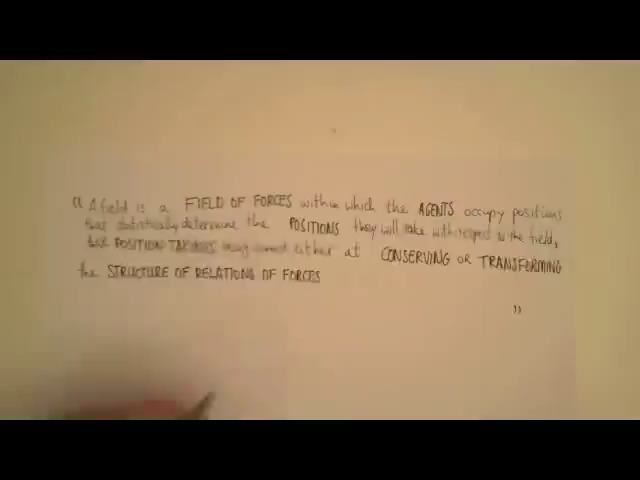 “ A field is a FIELD OF FORCES within which the AGENTS occupy positions
that statistically determine the POSITIONS they will take with respect to the field,
POSITION TAKINGS being aimed either at CONSERVING OR TRANSFORMING
the STRUCTURE OF RELATIONS OF FORCES
”